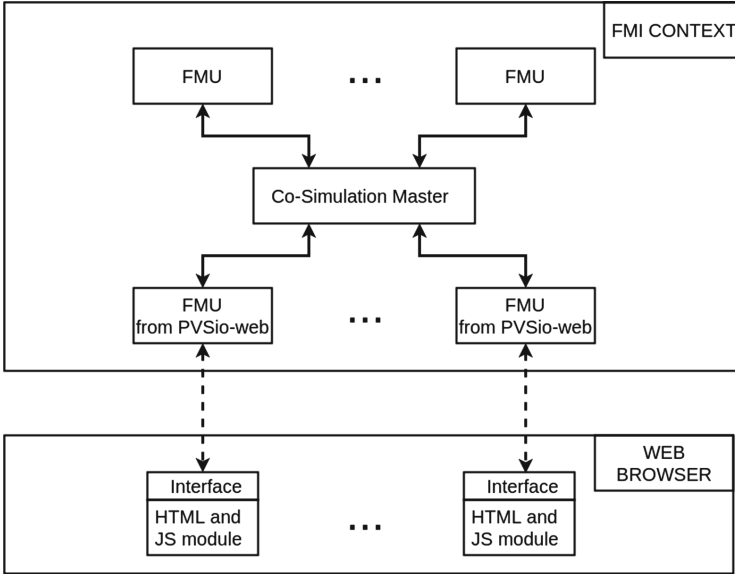 FMI CONTEXT
FMU
...
FMU
Co-Simulation Master
FMU
from PVSio-web
...
FMU
from PVSio-web
WEB
BROWSER
Interface
HTML and
JS module
...
Interface
HTML and
JS module